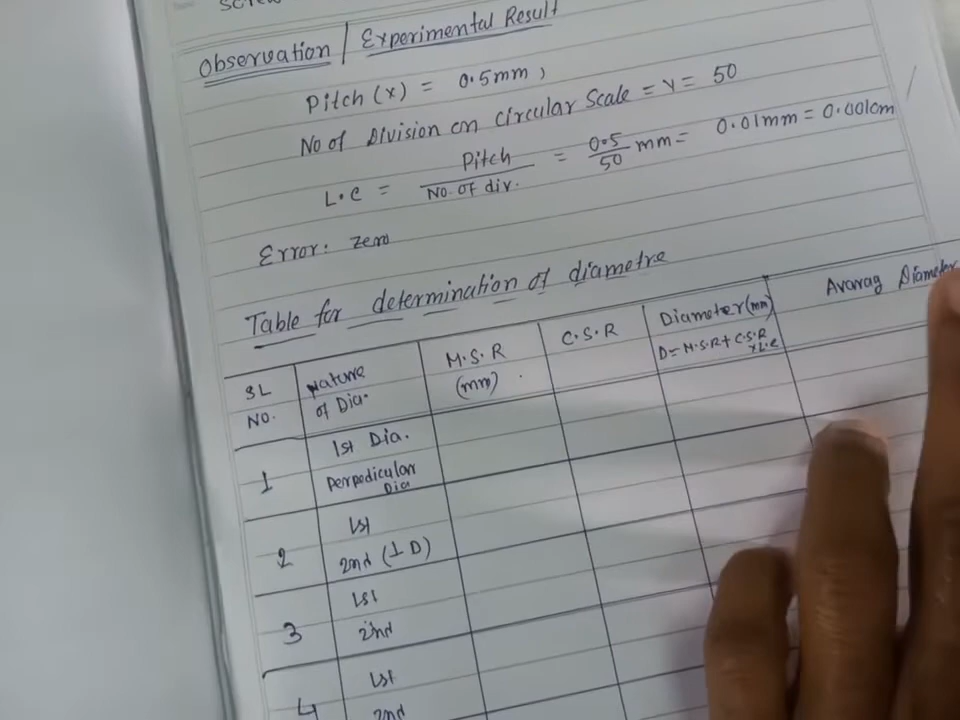 Observation / Experimental Result
Pitch (x) = 0.5mm,
No of Division on circular scale = y = 50
L.C = Pitch / No. of div. = 0.5/50 mm = 0.01mm = 0.001cm
Error: zero
Table for determination of diametre
SL NO. Nature of Dia. M.S.R (mm) C.S.R Diameter (mm) D = M.S.R + C.S.R x L.C Avarag Diameter
1 1st Dia.
Perpedicular Dia
2 1st
2nd (⊥ D)
3 1st
2nd
4 1st
2nd